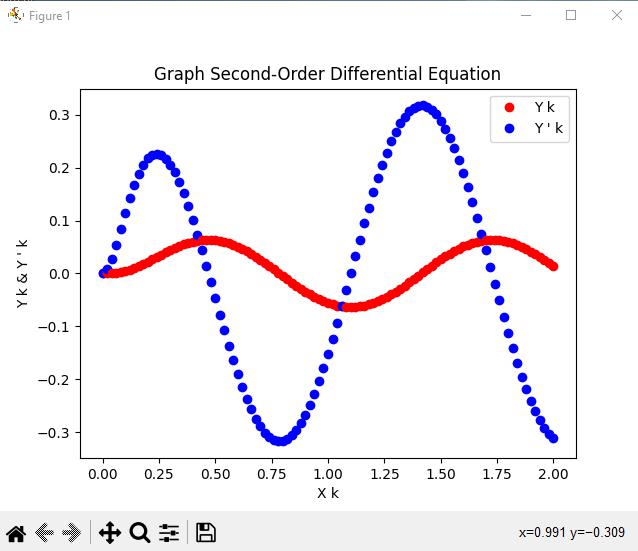 Figure 1
Graph Second-Order Differential Equation
Y k
Y ' k
0.3
0.2
0.1
0.0
−0.1
−0.2
−0.3
Y k & Y ' k
0.00 0.25 0.50 0.75 1.00 1.25 1.50 1.75 2.00
X k
x=0.991 y=−0.309